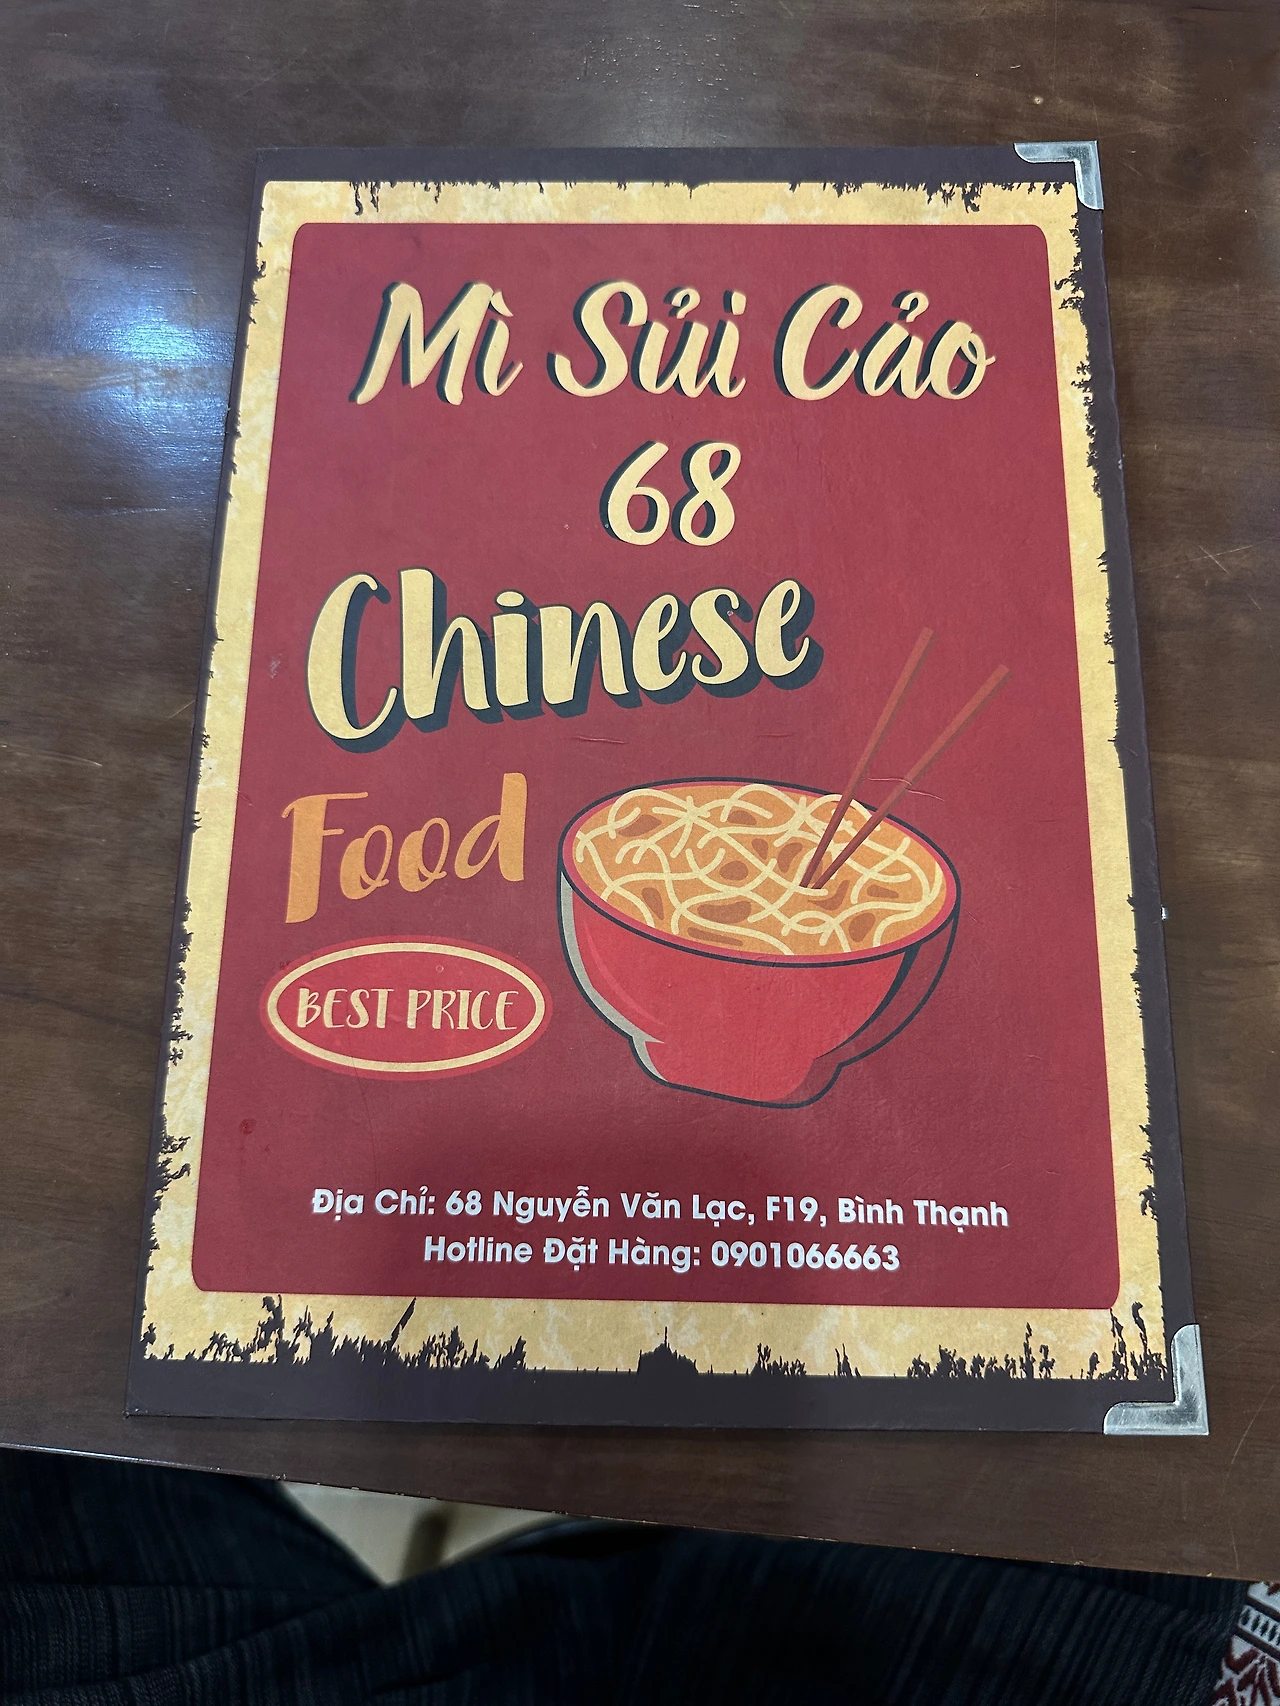 Mì Sủi Cảo
68
Chinese
Food
BEST PRICE
Địa Chỉ: 68 Nguyễn Văn Lạc, F19, Bình Thạnh
Hotline Đặt Hàng: 0901066663